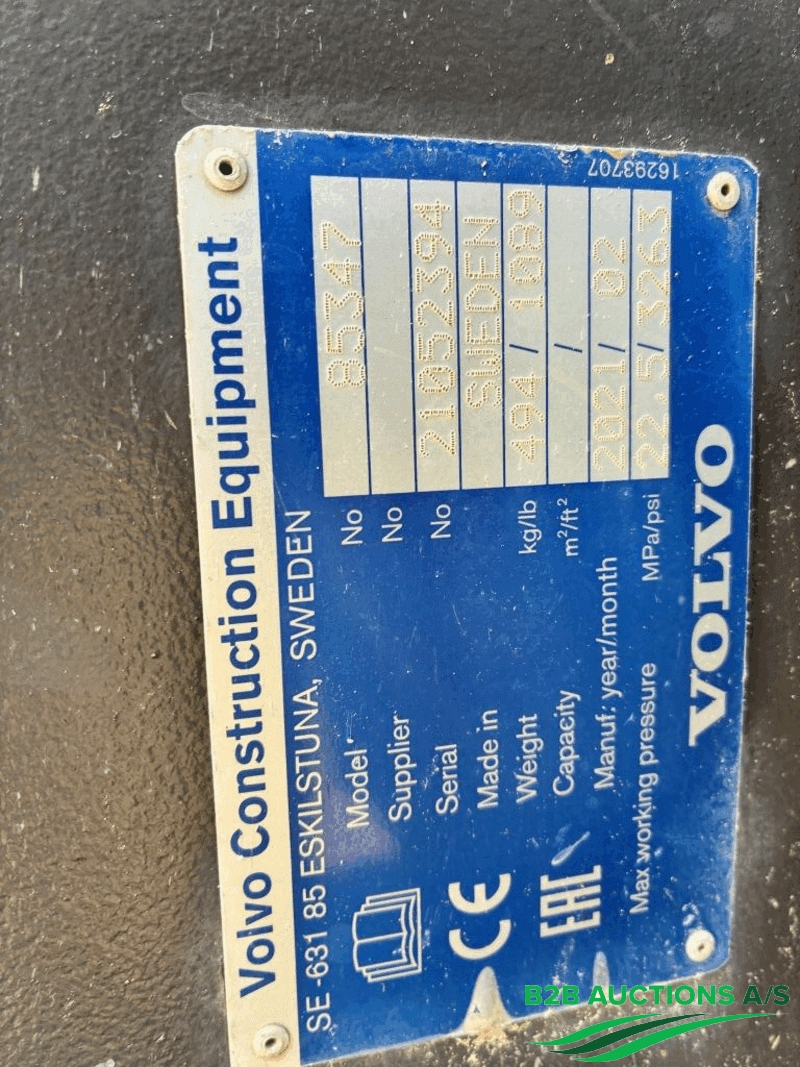 Volvo Construction Equipment
SE -631 85 ESKILSTUNA, SWEDEN
Model No 85347
Supplier No
Serial No 21052394
Made in SWEDEN
Weight kg/lb 494 / 1089
Capacity m²/ft² /
Manuf. year/month 2021 / 02
Max working pressure MPa/psi 22.5 / 3263
CE
EAC
VOLVO
16293707
B2B AUCTIONS A/S